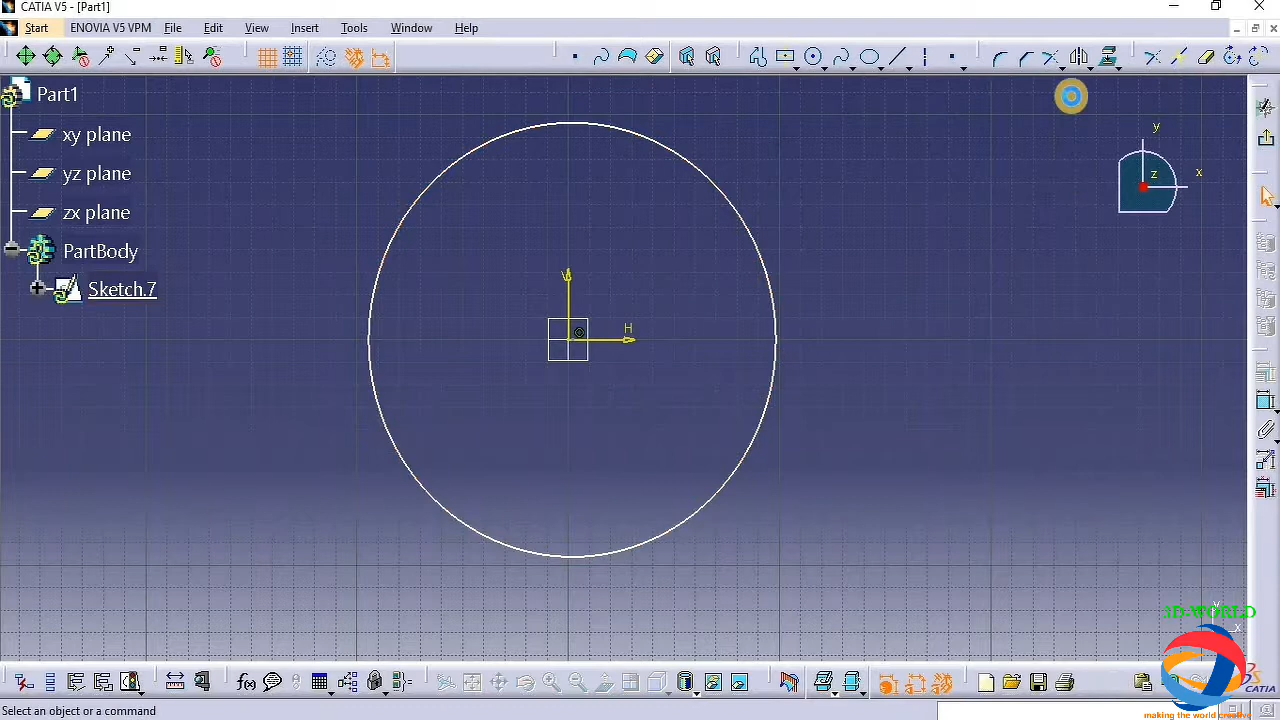 CATIA V5 - [Part1]
Start ENOVIA V5 VPM File Edit View Insert Tools Window Help
Part1
xy plane
yz plane
zx plane
PartBody
Sketch.7
V
H
y
z
x
f(x)
y
x
3D-WORLD
CATIA
making the world creative
Select an object or a command